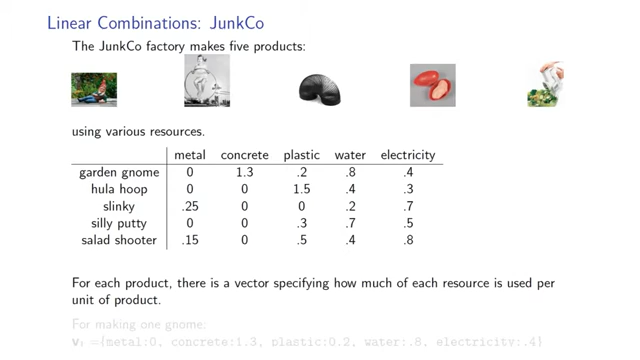 Linear Combinations: JunkCo
The JunkCo factory makes five products:
using various resources.
metal concrete plastic water electricity
garden gnome 0 1.3 .2 .8 .4
hula hoop 0 0 1.5 .4 .3
slinky .25 0 0 .2 .7
silly putty 0 0 .3 .7 .5
salad shooter .15 0 .5 .4 .8
For each product, there is a vector specifying how much of each resource is used per
unit of product.
For making one gnome:
v₁ ={metal:0, concrete:1.3, plastic:0.2, water:.8, electricity:.4}